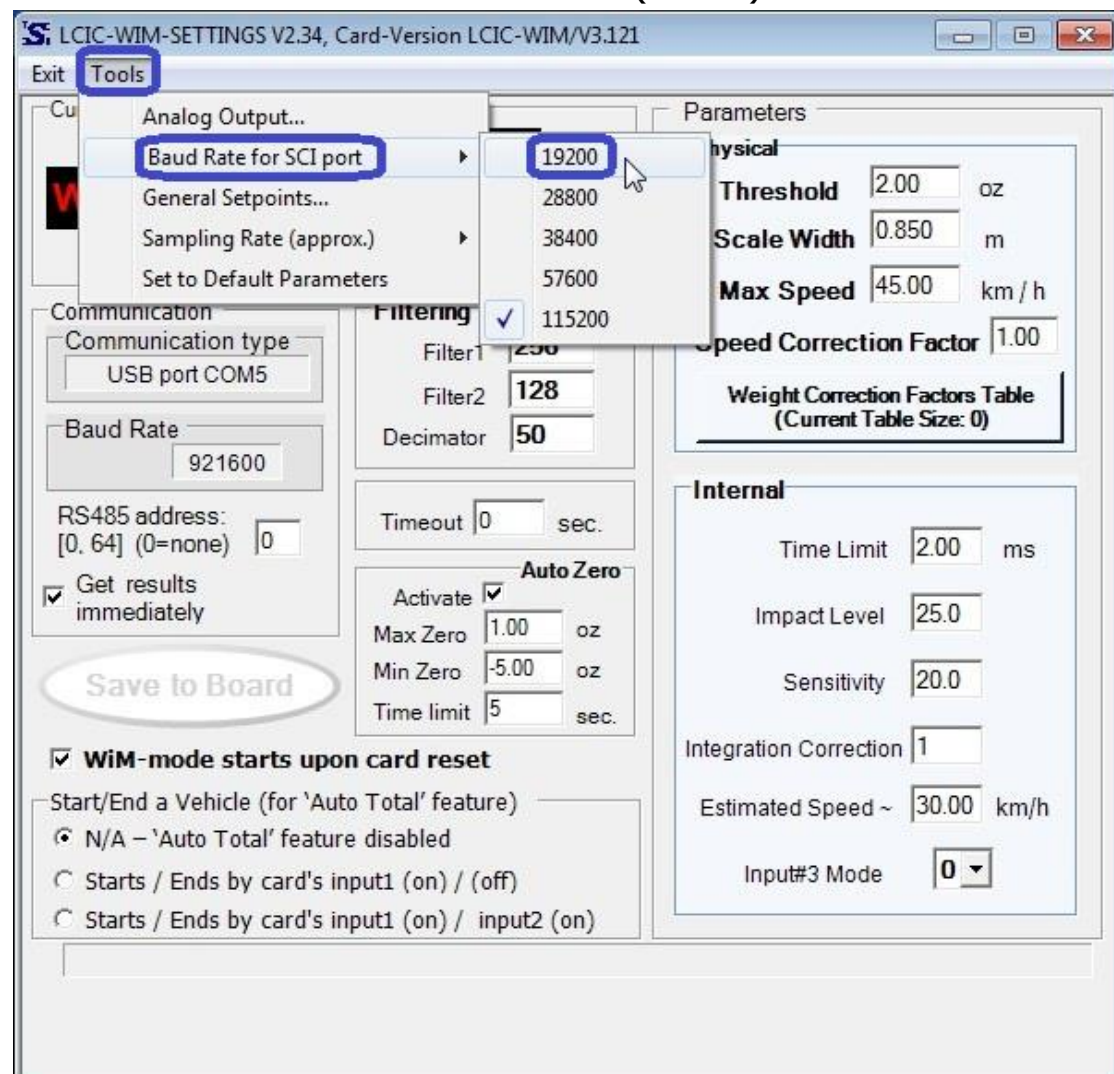 LCIC-WIM-SETTINGS V2.34, Card-Version LCIC-WIM/V3.121
Exit Tools
Analog Output...
Baud Rate for SCI port
General Setpoints...
Sampling Rate (approx.)
Set to Default Parameters
19200
28800
38400
57600
115200
Communication
Communication type
USB port COM5
Baud Rate
921600
RS485 address:
[0, 64] (0=none) 0
Get results
immediately
Save to Board
Filtering
Filter1
Filter2 128
Decimator 50
Timeout 0 sec.
Auto Zero
Activate
Max Zero 1.00 oz
Min Zero -5.00 oz
Time limit 5 sec.
WiM-mode starts upon card reset
Start/End a Vehicle (for `Auto Total' feature)
N/A – `Auto Total' feature disabled
Starts / Ends by card's input1 (on) / (off)
Starts / Ends by card's input1 (on) / input2 (on)
Parameters
Threshold 2.00 oz
Scale Width 0.850 m
Max Speed 45.00 km / h
Correction Factor 1.00
Weight Correction Factors Table
(Current Table Size: 0)
Internal
Time Limit 2.00 ms
Impact Level 25.0
Sensitivity 20.0
Integration Correction 1
Estimated Speed ~ 30.00 km/h
Input#3 Mode 0